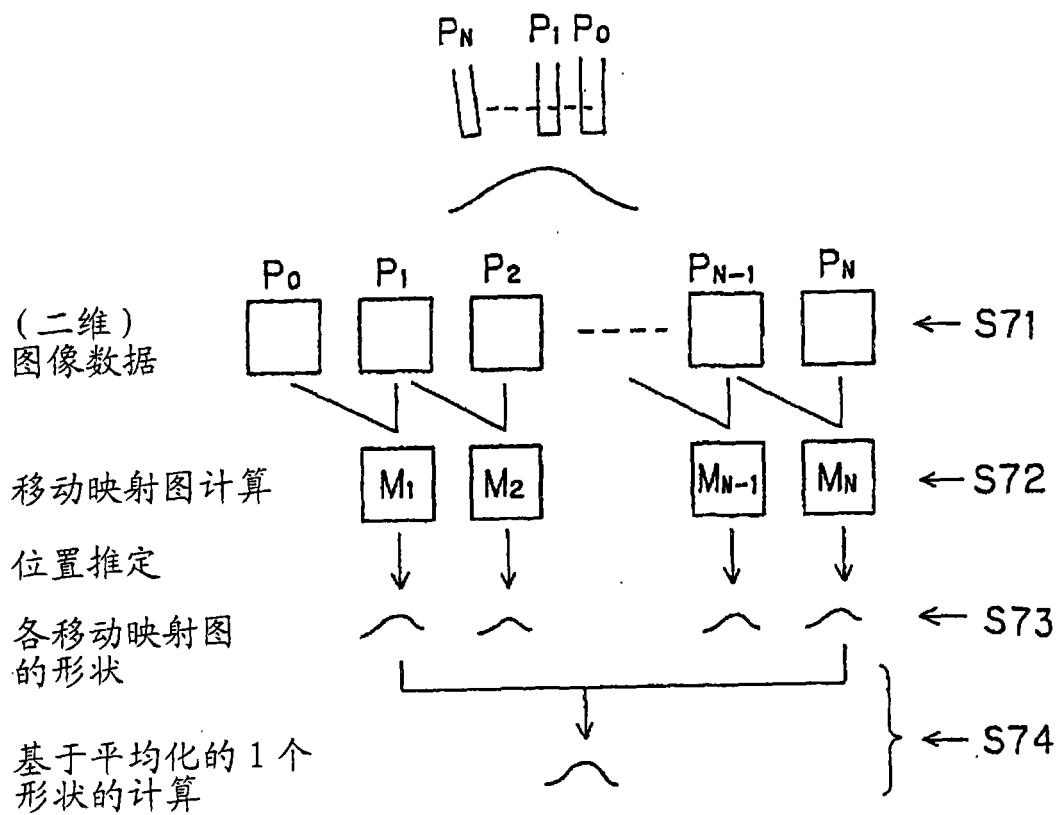 PN P1 P0
P0 P1 P2 PN-1 PN
(二维)
图像数据
S71
移动映射图计算
M1 M2 MN-1 MN
S72
位置推定
各移动映射图
的形状
S73
基于平均化的1个
形状的计算
S74